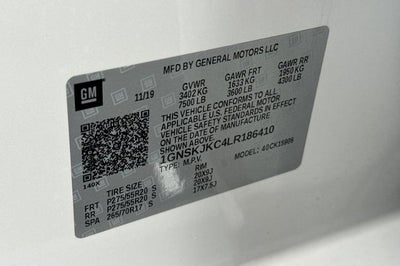 MFD BY GENERAL MOTORS LLC
GM
11/19
GVWR GAWR FRT GAWR RR
3402 KG 1633 KG 1950 KG
7500 LB 3600 LB 4300 LB
THIS VEHICLE CONFORMS TO ALL
APPLICABLE U.S. FEDERAL MOTOR
VEHICLE SAFETY STANDARDS IN EFFECT
ON THE DATE OF MANUFACTURE
SHOWN ABOVE.
1GNSKJKC4LR186410
TYPE: M.P.V. MODEL: 40CK15906
140X
TIRE SIZE RIM
FRT P275/55R20 S 20X9J
RR P275/55R20 S 20X9J
SPA 265/70R17 S 17X7.5J